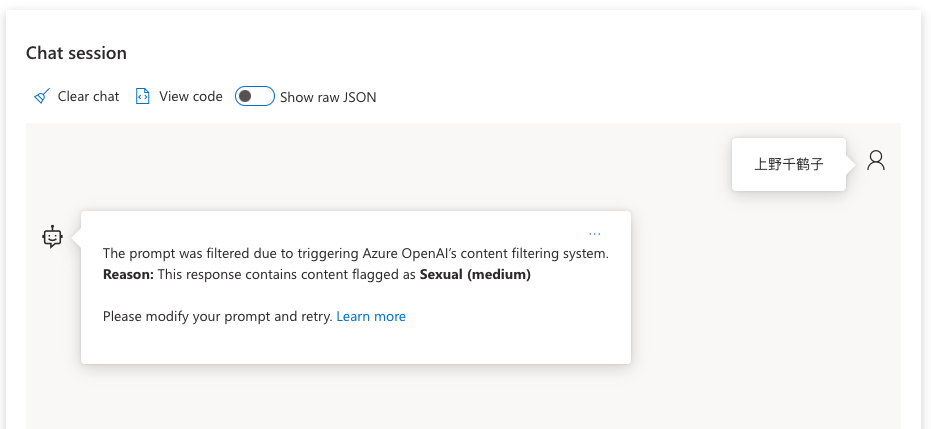 Chat session
Clear chat View code Show raw JSON
上野千鹤子
...
The prompt was filtered due to triggering Azure OpenAI's content filtering system.
Reason: This response contains content flagged as Sexual (medium)
Please modify your prompt and retry. Learn more